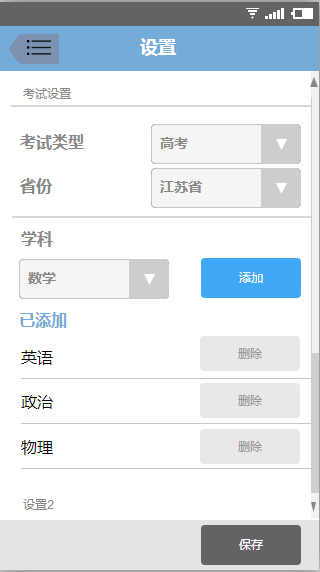 设置
考试设置
考试类型
高考
省份
江苏省
学科
数学
添加
已添加
英语
删除
政治
删除
物理
删除
设置2
保存